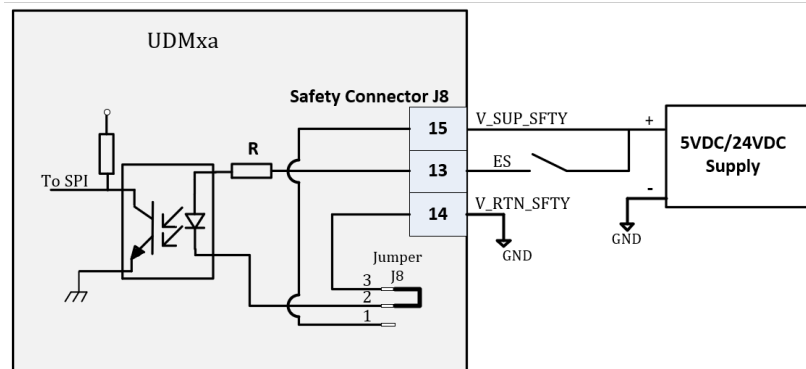 UDMxa
Safety Connector J8
15
V_SUP_SFTY
+
5VDC/24VDC
Supply
R
13
ES
To SPI
-
14
V_RTN_SFTY
GND
GND
Jumper
J8
3
2
1